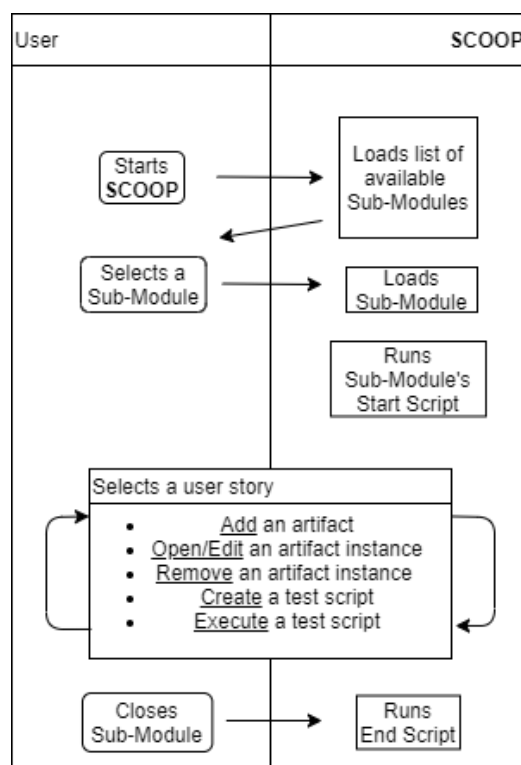 User
SCOOP
Starts
SCOOP
Loads list of
available
Sub-Modules
Selects a
Sub-Module
Loads
Sub-Module
Runs
Sub-Module's
Start Script
Selects a user story
• Add an artifact
• Open/Edit an artifact instance
• Remove an artifact instance
• Create a test script
• Execute a test script
Closes
Sub-Module
Runs
End Script